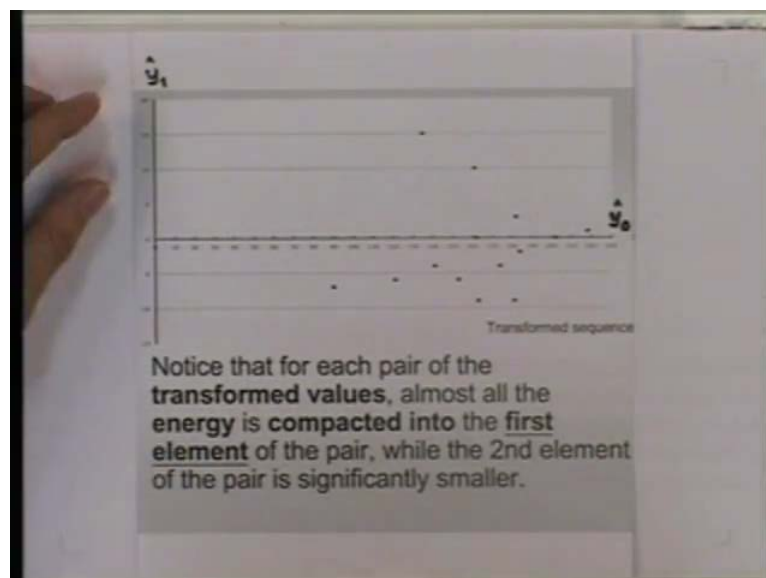 ŷ₁
ŷ₀
Transformed sequence
Notice that for each pair of the
transformed values, almost all the
energy is compacted into the first
element of the pair, while the 2nd element
of the pair is significantly smaller.